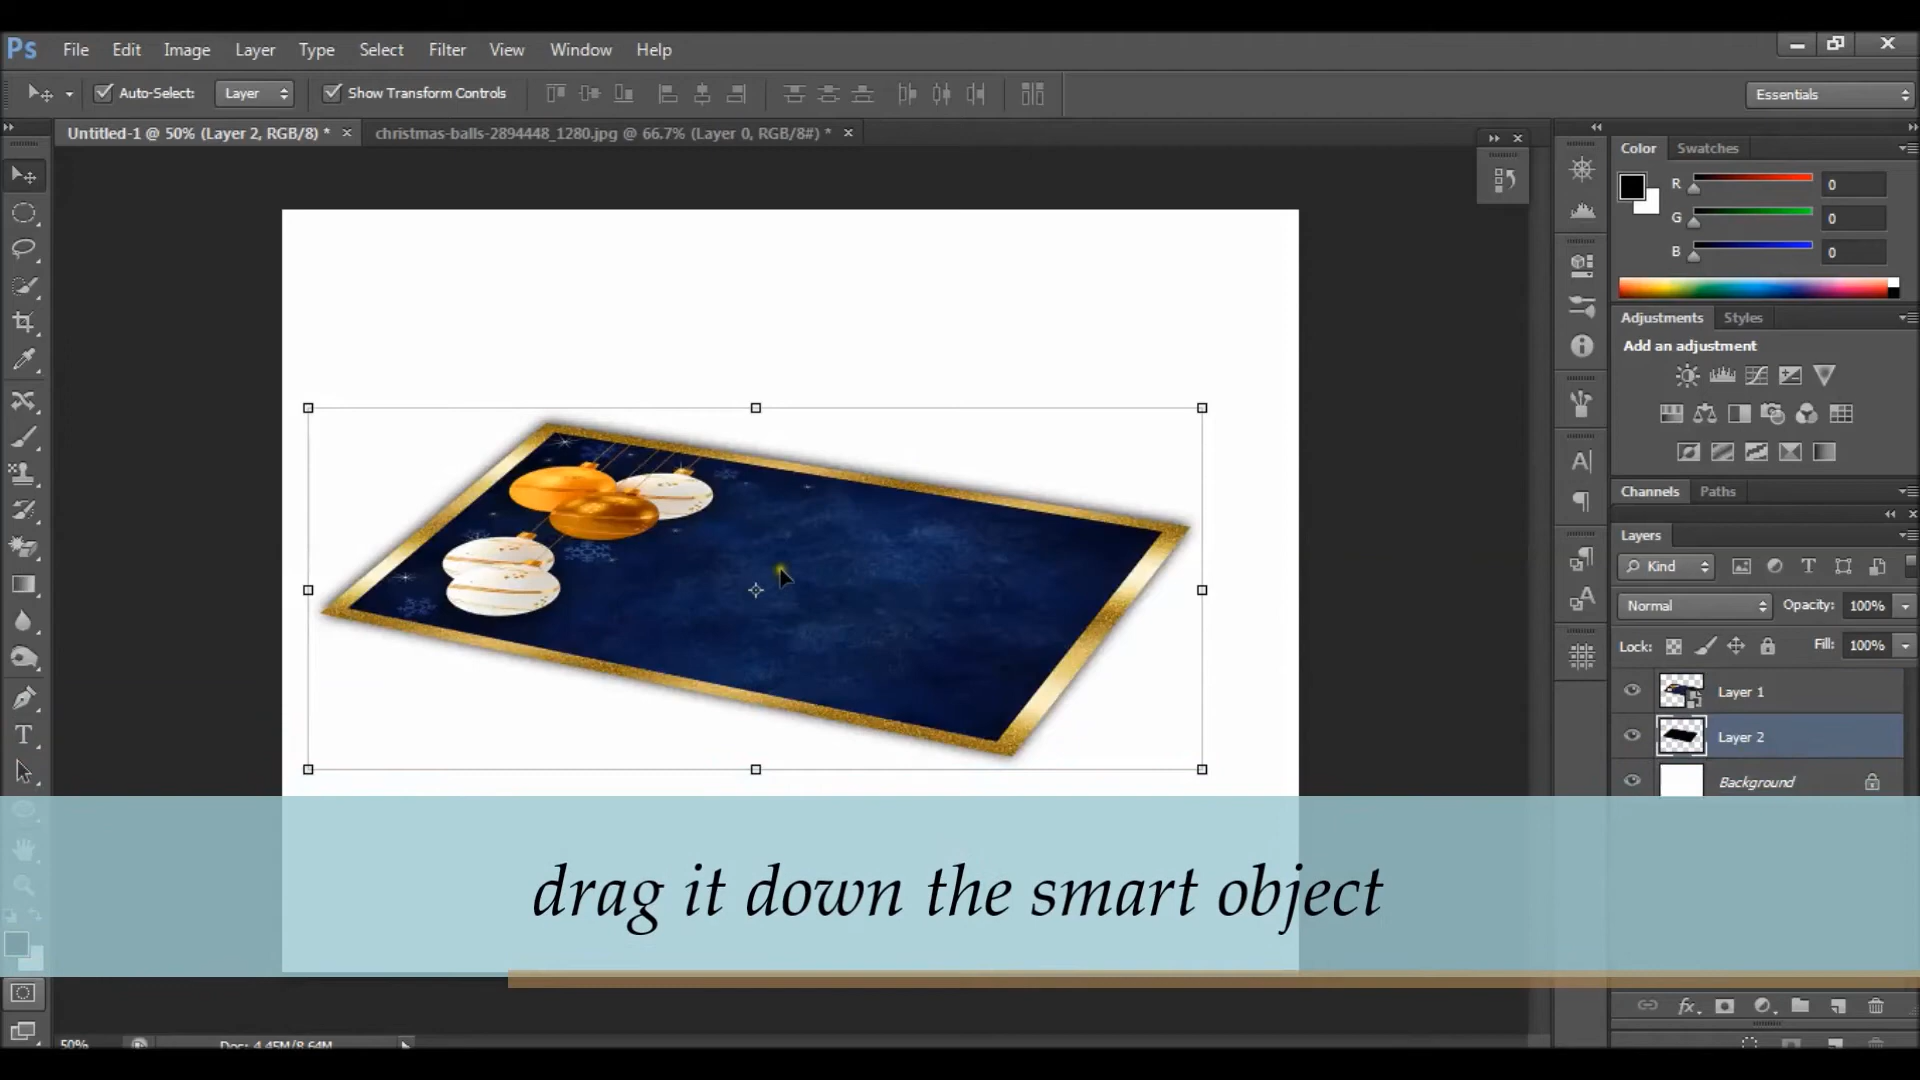 Ps File Edit Image Layer Type Select Filter View Window Help
Auto-Select: Layer Show Transform Controls Essentials
Untitled-1 @ 50% (Layer 2, RGB/8) * × christmas-balls-2894448_1280.jpg @ 66.7% (Layer 0, RGB/8#) * ×
Color Swatches
R 0
G 0
B 0
Adjustments Styles
Add an adjustment
Channels Paths
Layers
Kind
Normal Opacity: 100%
Lock: Fill: 100%
Layer 1
Layer 2
Background
drag it down the smart object
50% Doc: 4.45M/8.64M